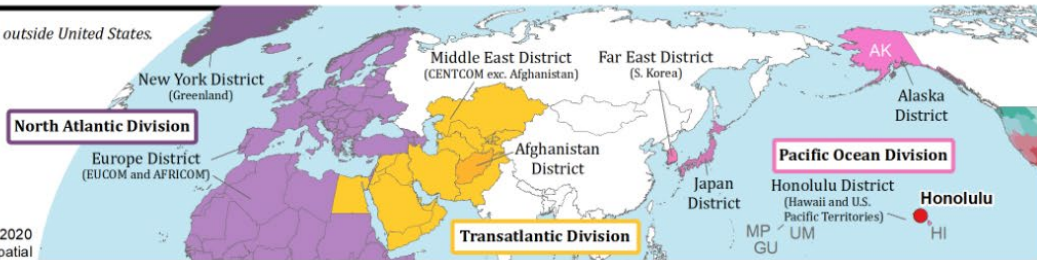 outside United States.
New York District
(Greenland)
North Atlantic Division
Europe District
(EUCOM and AFRICOM)
2020
patial
Middle East District
(CENTCOM exc. Afghanistan)
Far East District
(S. Korea)
Afghanistan
District
Transatlantic Division
Japan
District
AK
Alaska
District
Pacific Ocean Division
Honolulu District
(Hawaii and U.S.
Pacific Territories)
Honolulu
MP
GU
UM
HI